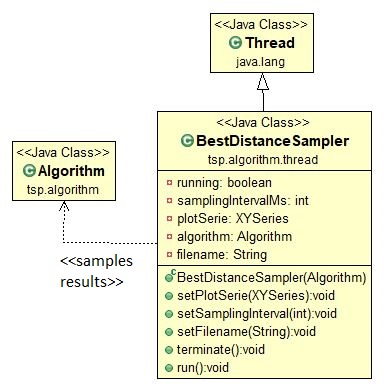 <<Java Class>>
Thread
java.lang
<<Java Class>>
BestDistanceSampler
tsp.algorithm.thread
running: boolean
samplingIntervalMs: int
plotSerie: XYSeries
algorithm: Algorithm
filename: String
BestDistanceSampler(Algorithm)
setPlotSerie(XYSeries):void
setSamplingInterval(int):void
setFilename(String):void
terminate():void
run():void
<<Java Class>>
Algorithm
tsp.algorithm
<<samples
results>>